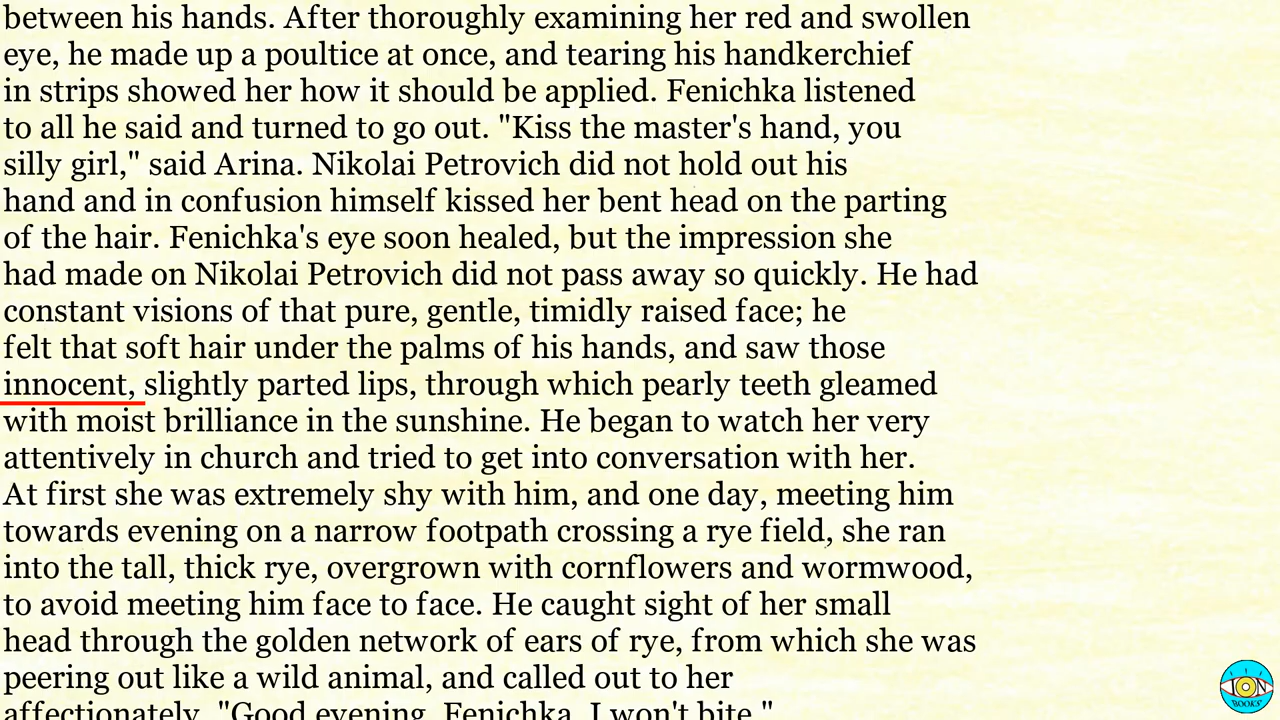 between his hands. After thoroughly examining her red and swollen
eye, he made up a poultice at once, and tearing his handkerchief
in strips showed her how it should be applied. Fenichka listened
to all he said and turned to go out. "Kiss the master's hand, you
silly girl," said Arina. Nikolai Petrovich did not hold out his
hand and in confusion himself kissed her bent head on the parting
of the hair. Fenichka's eye soon healed, but the impression she
had made on Nikolai Petrovich did not pass away so quickly. He had
constant visions of that pure, gentle, timidly raised face; he
felt that soft hair under the palms of his hands, and saw those
innocent, slightly parted lips, through which pearly teeth gleamed
with moist brilliance in the sunshine. He began to watch her very
attentively in church and tried to get into conversation with her.
At first she was extremely shy with him, and one day, meeting him
towards evening on a narrow footpath crossing a rye field, she ran
into the tall, thick rye, overgrown with cornflowers and wormwood,
to avoid meeting him face to face. He caught sight of her small
head through the golden network of ears of rye, from which she was
peering out like a wild animal, and called out to her
affectionately, "Good evening, Fenichka. I won't bite."
ION
BOOKS